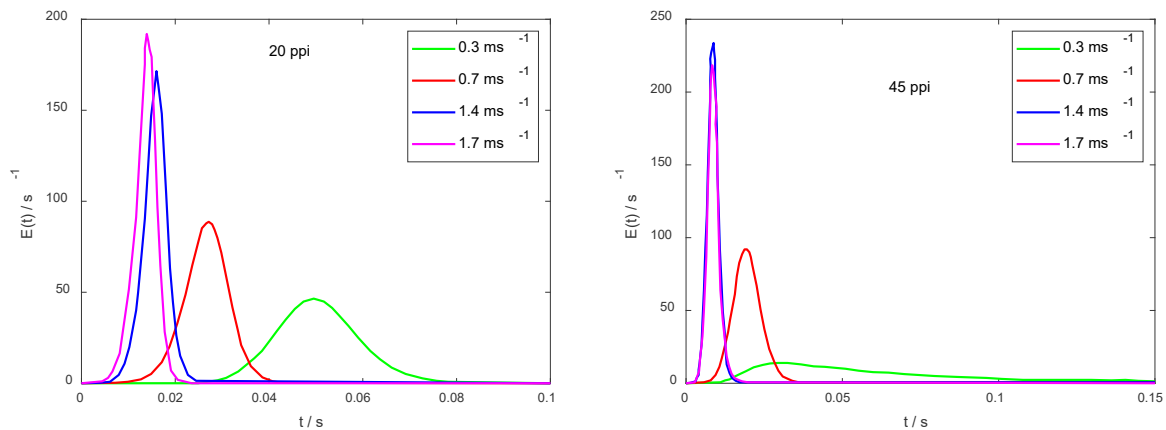 200
150
100
50
0
E(t) / s⁻¹
20 ppi
0.3 ms⁻¹
0.7 ms⁻¹
1.4 ms⁻¹
1.7 ms⁻¹
0 0.02 0.04 0.06 0.08 0.1
t / s
250
200
150
100
50
0
E(t) / s⁻¹
45 ppi
0.3 ms⁻¹
0.7 ms⁻¹
1.4 ms⁻¹
1.7 ms⁻¹
0 0.05 0.1 0.15
t / s